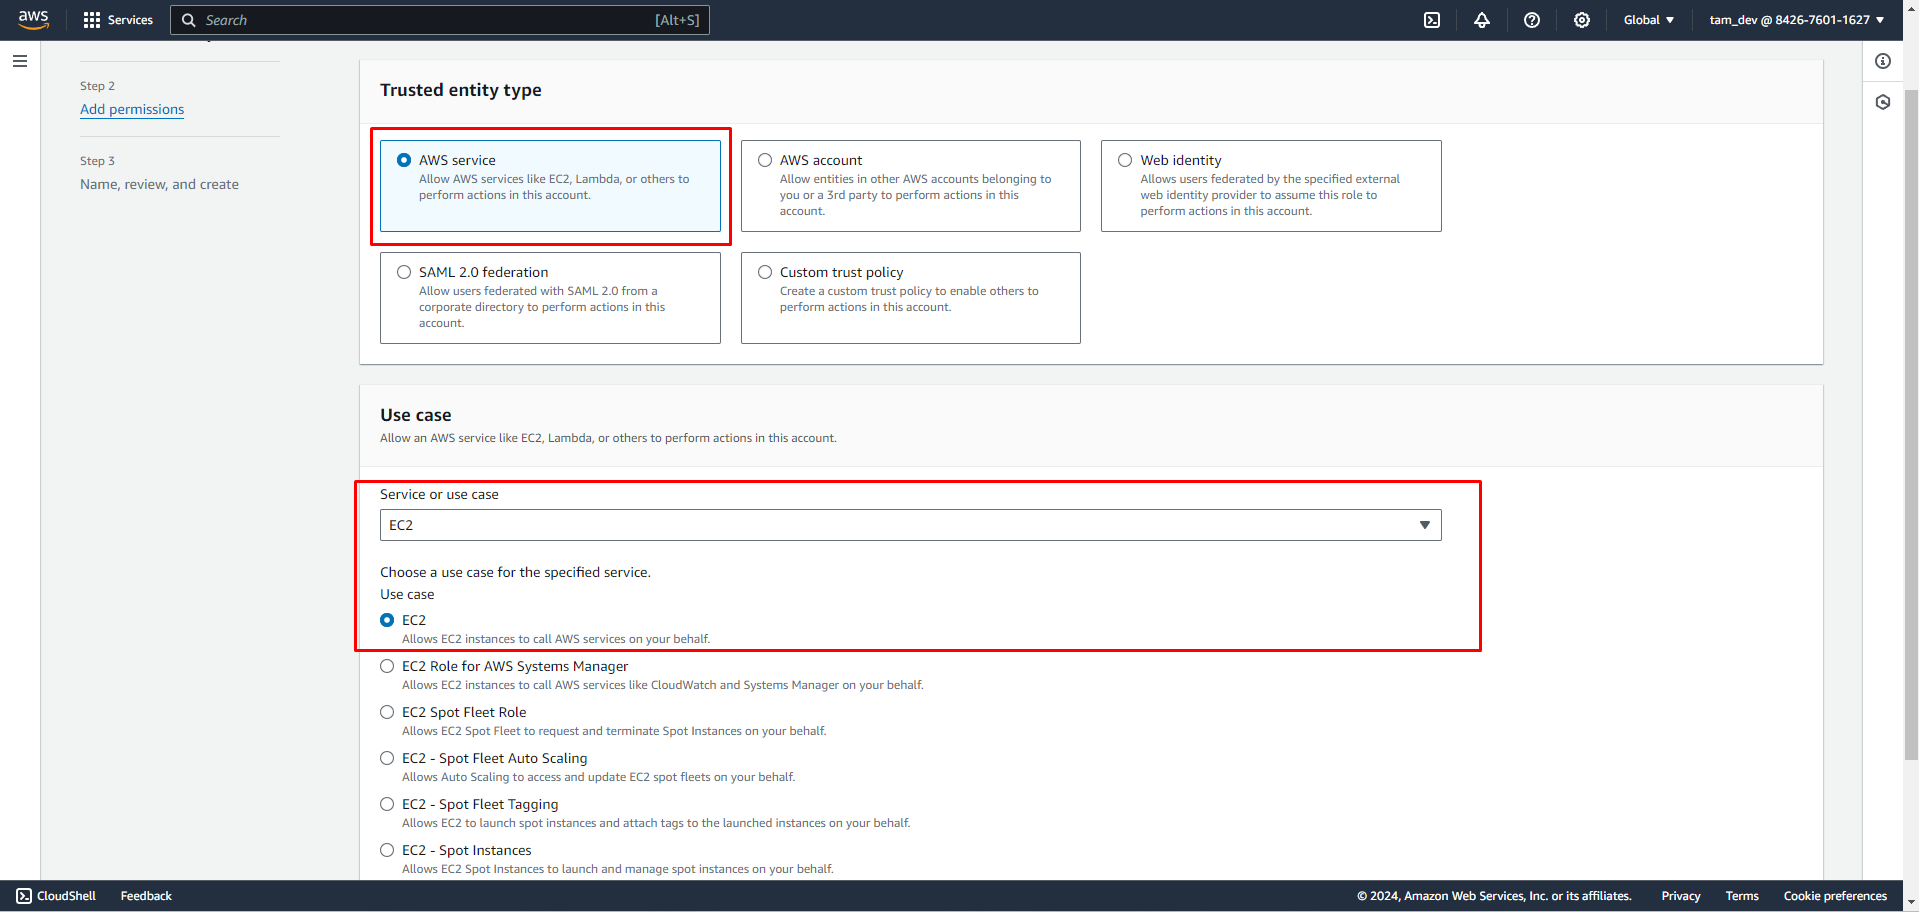 aws
Services
Search
[Alt+S]
Global
tam_dev @ 8426-7601-1627
Step 2
Add permissions
Step 3
Name, review, and create
Trusted entity type
AWS service
Allow AWS services like EC2, Lambda, or others to
perform actions in this account.
AWS account
Allow entities in other AWS accounts belonging to
you or a 3rd party to perform actions in this
account.
Web identity
Allows users federated by the specified external
web identity provider to assume this role to
perform actions in this account.
SAML 2.0 federation
Allow users federated with SAML 2.0 from a
corporate directory to perform actions in this
account.
Custom trust policy
Create a custom trust policy to enable others to
perform actions in this account.
Use case
Allow an AWS service like EC2, Lambda, or others to perform actions in this account.
Service or use case
EC2
Choose a use case for the specified service.
Use case
EC2
Allows EC2 instances to call AWS services on your behalf.
EC2 Role for AWS Systems Manager
Allows EC2 instances to call AWS services like CloudWatch and Systems Manager on your behalf.
EC2 Spot Fleet Role
Allows EC2 Spot Fleet to request and terminate Spot Instances on your behalf.
EC2 - Spot Fleet Auto Scaling
Allows Auto Scaling to access and update EC2 spot fleets on your behalf.
EC2 - Spot Fleet Tagging
Allows EC2 to launch spot instances and attach tags to the launched instances on your behalf.
EC2 - Spot Instances
Allows EC2 Spot Instances to launch and manage spot instances on your behalf.
CloudShell
Feedback
© 2024, Amazon Web Services, Inc. or its affiliates.
Privacy
Terms
Cookie preferences